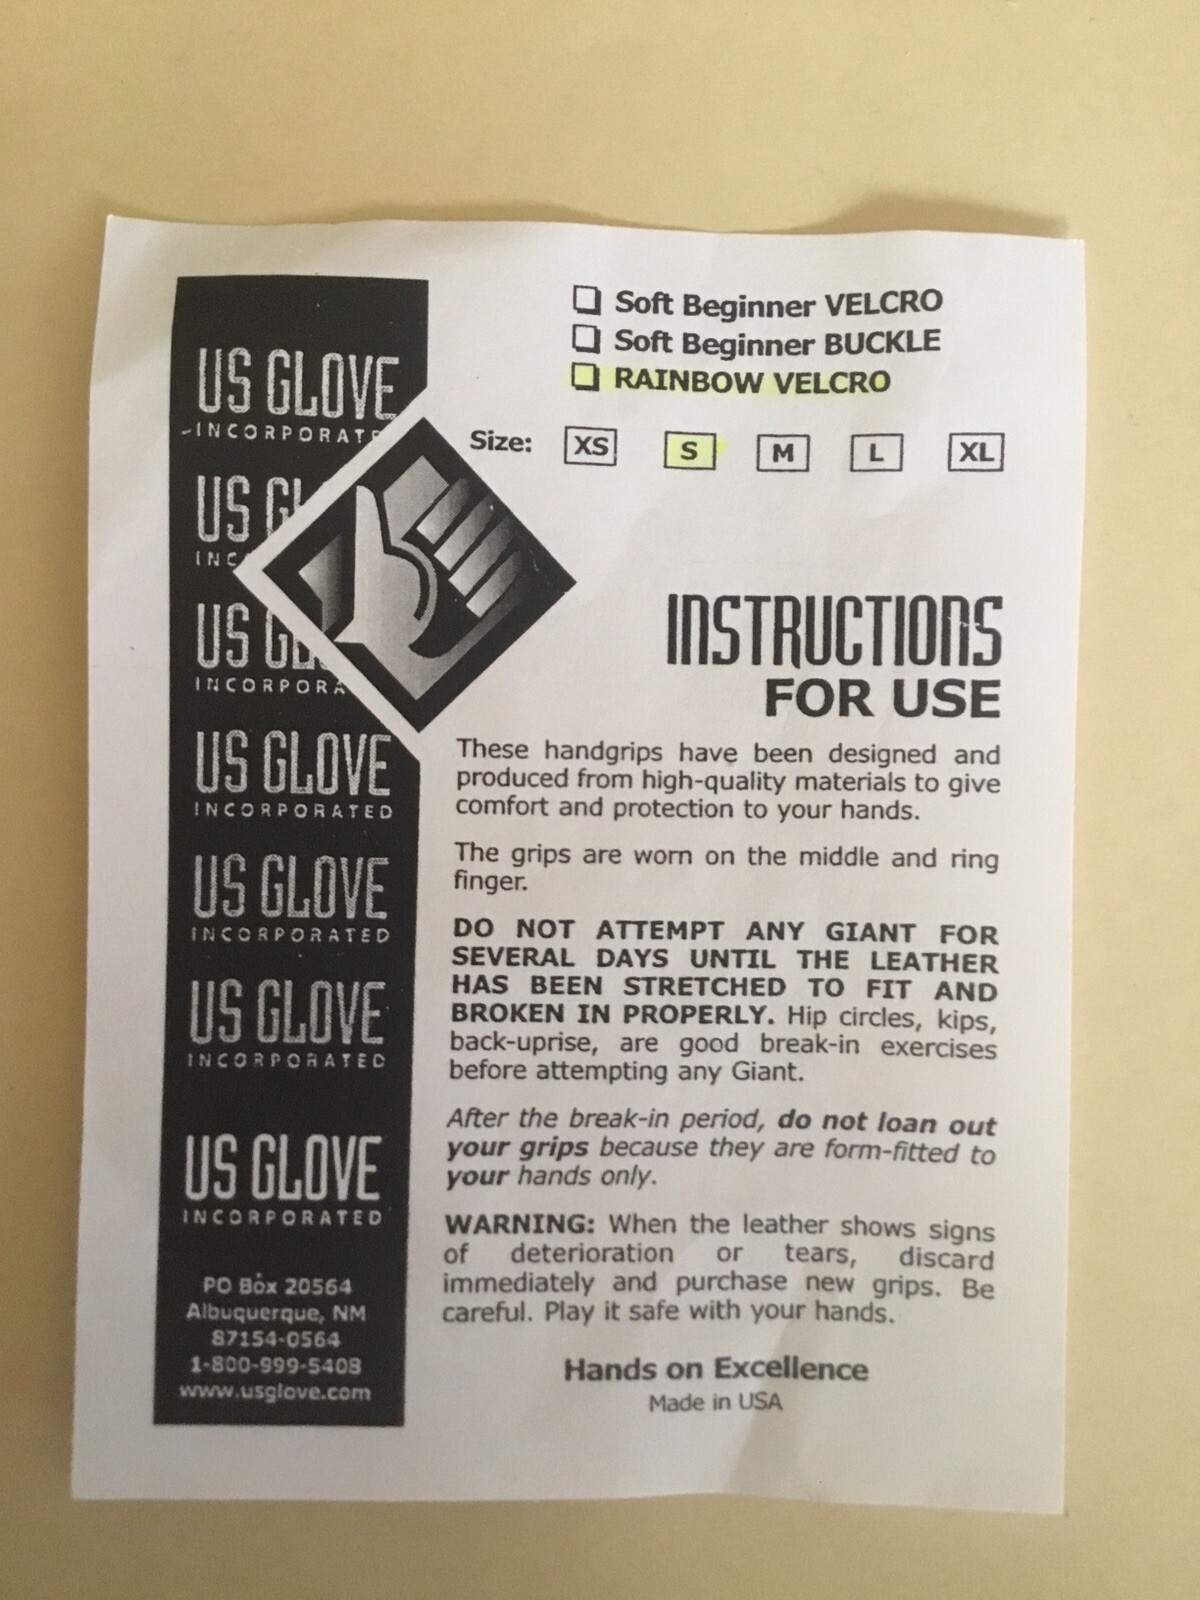 US GLOVE
INCORPORAT
US GL
INC
US GL
INCORPORA
US GLOVE
INCORPORATED
US GLOVE
INCORPORATED
US GLOVE
INCORPORATED
US GLOVE
INCORPORATED
PO Box 20564
Albuquerque, NM
87154-0564
1-800-999-5408
www.usglove.com
Soft Beginner VELCRO
Soft Beginner BUCKLE
RAINBOW VELCRO
Size: XS S M L XL
INSTRUCTIONS
FOR USE
These handgrips have been designed and
produced from high-quality materials to give
comfort and protection to your hands.
The grips are worn on the middle and ring
finger.
DO NOT ATTEMPT ANY GIANT FOR
SEVERAL DAYS UNTIL THE LEATHER
HAS BEEN STRETCHED TO FIT AND
BROKEN IN PROPERLY. Hip circles, kips,
back-uprise, are good break-in exercises
before attempting any Giant.
After the break-in period, do not loan out
your grips because they are form-fitted to
your hands only.
WARNING: When the leather shows signs
of deterioration or tears, discard
immediately and purchase new grips. Be
careful. Play it safe with your hands.
Hands on Excellence
Made in USA